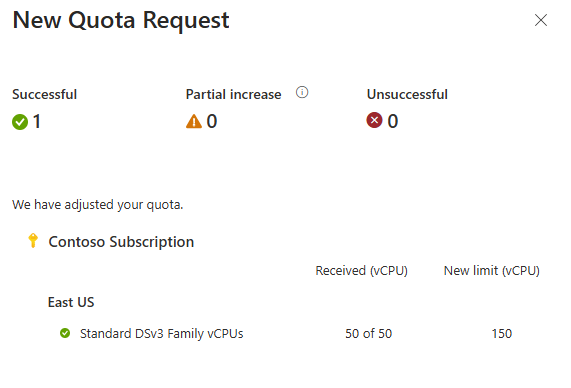 New Quota Request
Successful Partial increase Unsuccessful
1 0 0
We have adjusted your quota.
Contoso Subscription
Received (vCPU) New limit (vCPU)
East US
Standard DSv3 Family vCPUs 50 of 50 150